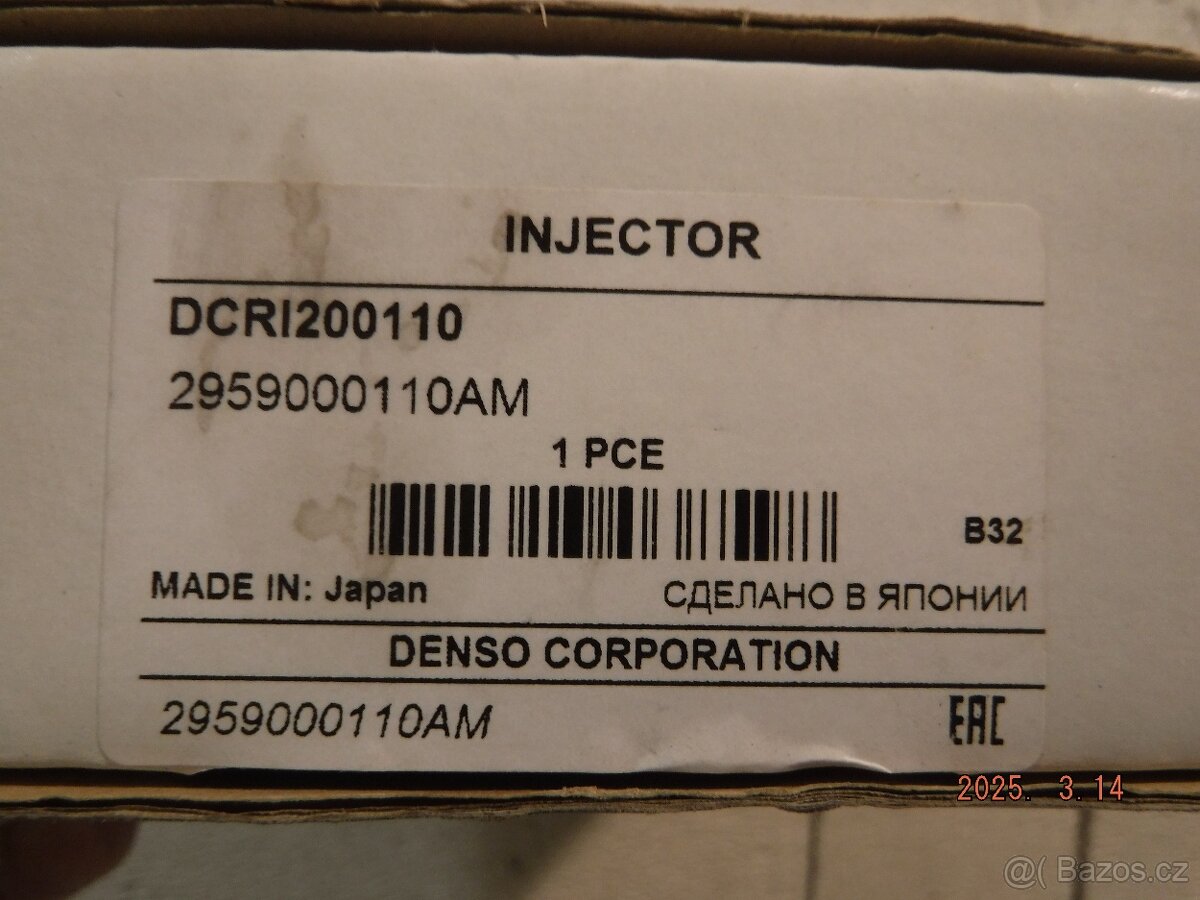 INJECTOR
DCRI200110
2959000110AM
1 PCE
B32
MADE IN: Japan
СДЕЛАНО В ЯПОНИИ
DENSO CORPORATION
2959000110AM
EAC
2025. 3.14
@( Bazos.cz